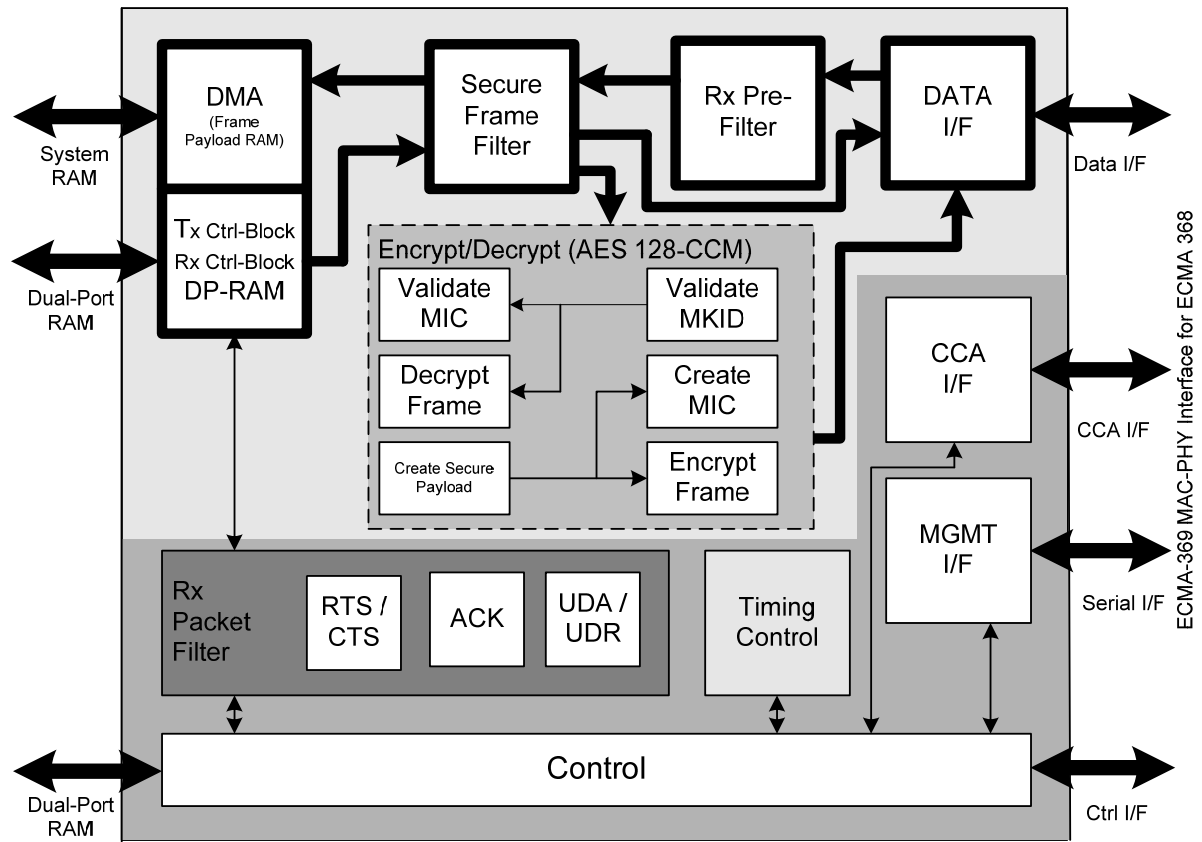 DMA
(Frame
Payload RAM)
Secure
Frame
Filter
Rx Pre-
Filter
DATA
I/F
System
RAM
Data I/F
Tx Ctrl-Block
Rx Ctrl-Block
DP-RAM
Dual-Port
RAM
Encrypt/Decrypt (AES 128-CCM)
Validate
MIC
Validate
MKID
Decrypt
Frame
Create
MIC
Create Secure
Payload
Encrypt
Frame
CCA
I/F
CCA I/F
MGMT
I/F
Serial I/F
ECMA-369 MAC-PHY Interface for ECMA 368
Rx
Packet
Filter
RTS /
CTS
ACK
UDA /
UDR
Timing
Control
Control
Dual-Port
RAM
Ctrl I/F